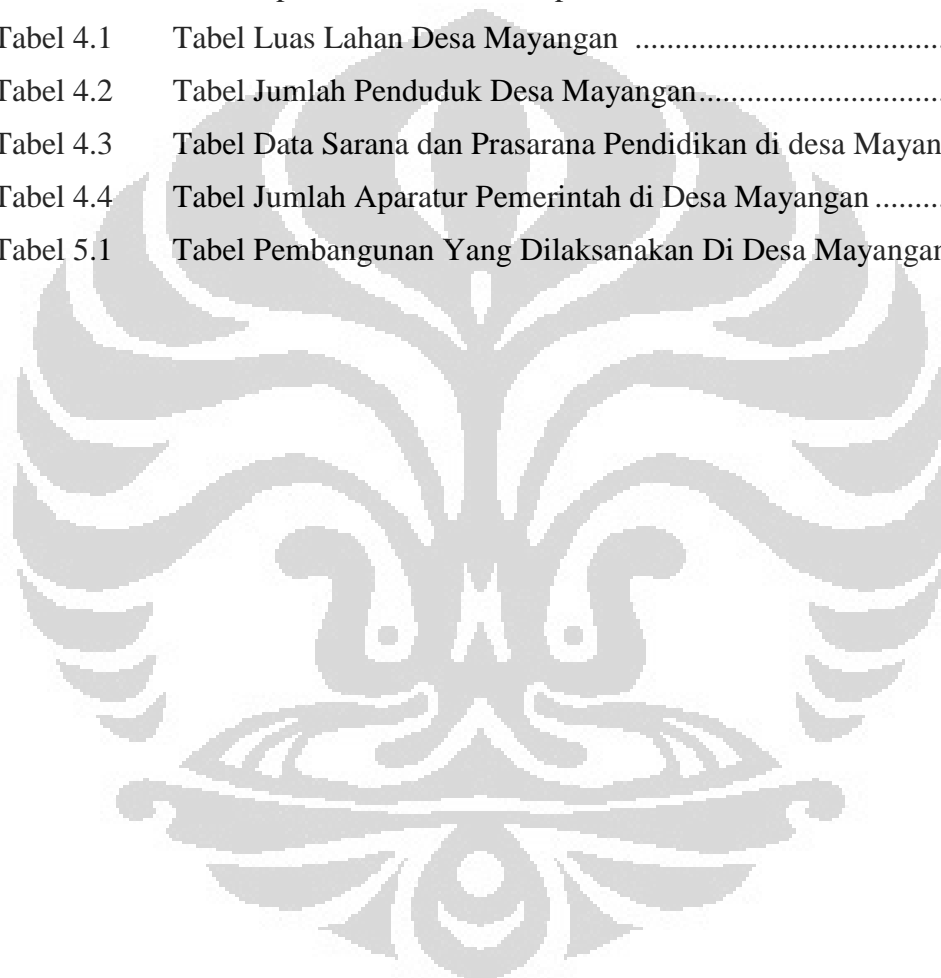 Tabel 4.1 Tabel Luas Lahan Desa Mayangan ......................................
Tabel 4.2 Tabel Jumlah Penduduk Desa Mayangan...............................
Tabel 4.3 Tabel Data Sarana dan Prasarana Pendidikan di desa
Tabel 4.4 Tabel Jumlah Aparatur Pemerintah di Desa Mayangan .........
Tabel 5.1 Tabel Pembangunan Yang Dilaksanakan Di Desa Mayangan